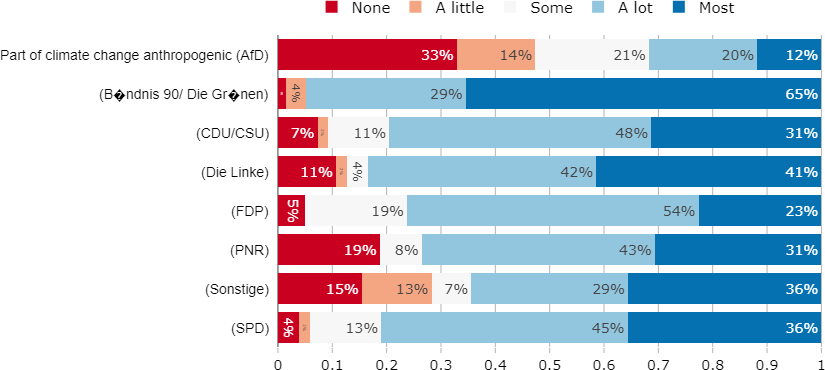 None A little Some A lot Most
Part of climate change anthropogenic (AfD) 33% 14% 21% 20% 12%
(B�ndnis 90/ Die Gr�nen) 4% 29% 65%
(CDU/CSU) 7% 11% 48% 31%
(Die Linke) 11% 4% 42% 41%
(FDP) 5% 19% 54% 23%
(PNR) 19% 8% 43% 31%
(Sonstige) 15% 13% 7% 29% 36%
(SPD) 4% 13% 45% 36%
0 0.1 0.2 0.3 0.4 0.5 0.6 0.7 0.8 0.9 1